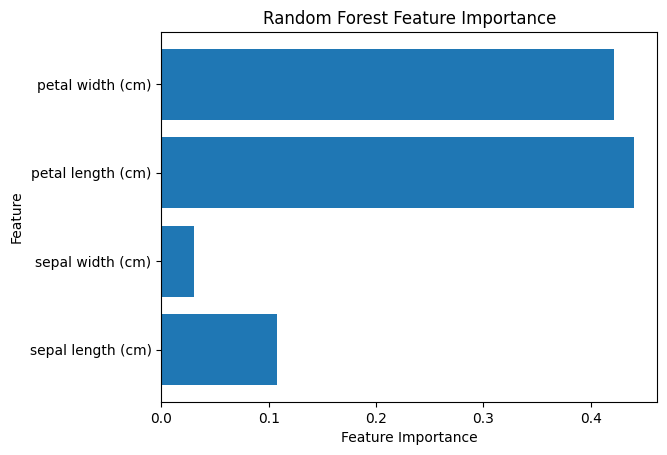 Random Forest Feature Importance
petal width (cm)
petal length (cm)
sepal width (cm)
sepal length (cm)
Feature
0.0 0.1 0.2 0.3 0.4
Feature Importance